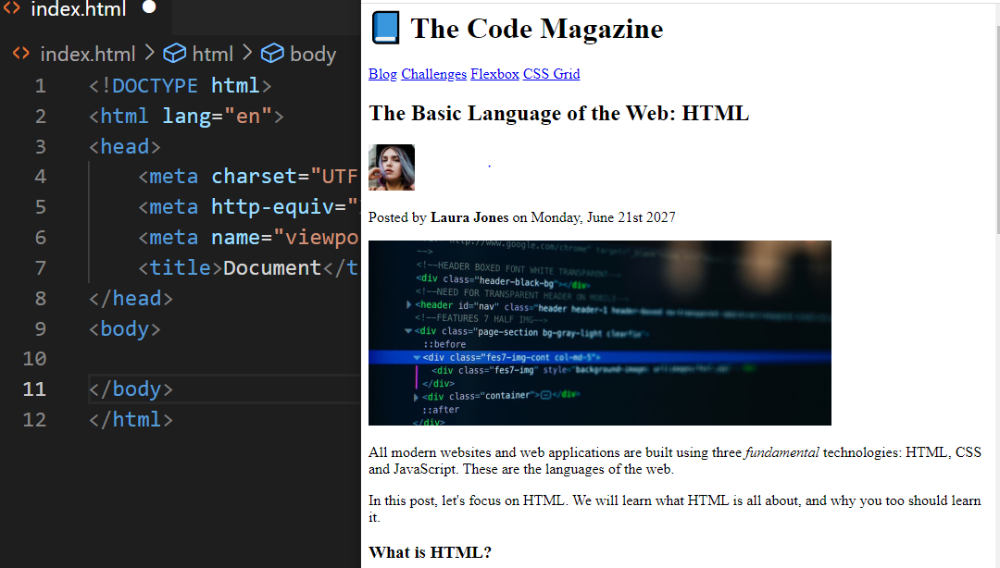 index.html
index.html > html > body
1 <!DOCTYPE html>
2 <html lang="en">
3 <head>
4 <meta charset="UTF
5 <meta http-equiv="
6 <meta name="viewpo
7 <title>Document</t
8 </head>
9 <body>
10
11 </body>
12 </html>
The Code Magazine
Blog Challenges Flexbox CSS Grid
The Basic Language of the Web: HTML
Posted by Laura Jones on Monday, June 21st 2027
http://www.google.com/chrome" target="_blank"
-->
<!--HEADER BOXED FONT WHITE TRANSPARENT-->
<div class="header-black-bg"></div>
<!--NEED FOR TRANSPARENT HEADER ON MOBILE-->
<header id="nav" class="header header-1
<!--FEATURES 7 HALF IMG-->
<div class="page-section bg-gray-light clearfix">
::before
<div class="fes7-img-cont col-md-5">
<div class="fes7-img" style="background-image:
</div>
<div class="container"></div>
::after
</div>
All modern websites and web applications are built using three fundamental technologies: HTML, CSS
and JavaScript. These are the languages of the web.
In this post, let's focus on HTML. We will learn what HTML is all about, and why you too should learn
it.
What is HTML?